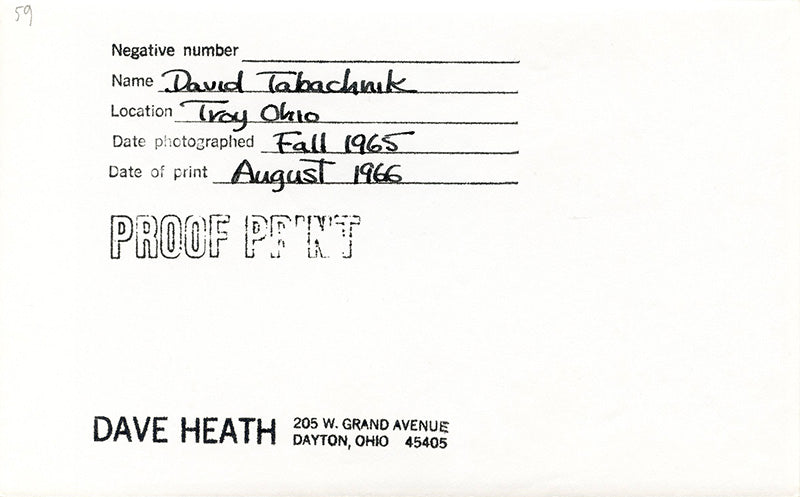 59
Negative number
Name David Tabachnik
Location Troy Ohio
Date photographed Fall 1965
Date of print August 1966
PROOF PRINT
DAVE HEATH
205 W. GRAND AVENUE
DAYTON, OHIO 45405